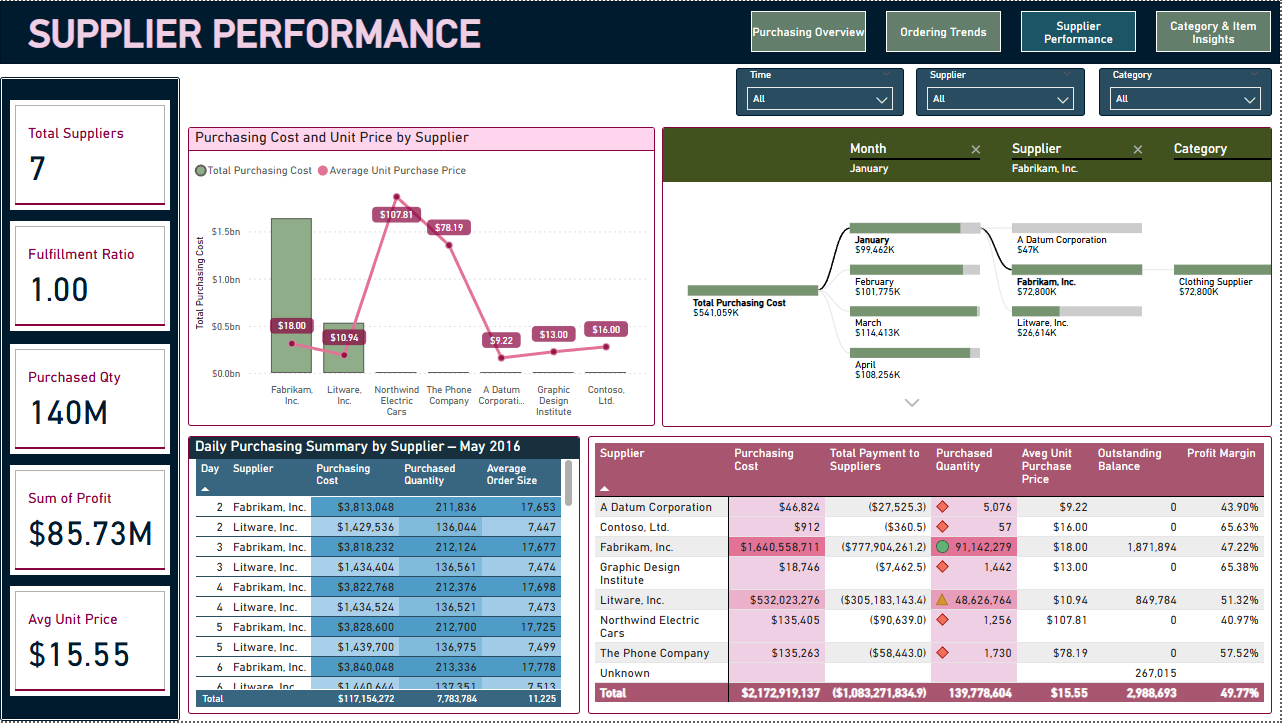 SUPPLIER PERFORMANCE
Purchasing Overview
Ordering Trends
Supplier
Performance
Category & Item
Insights
Time
All
Supplier
All
Category
All
Total Suppliers
7
Fulfillment Ratio
1.00
Purchased Qty
140M
Sum of Profit
$85.73M
Avg Unit Price
$15.55
Purchasing Cost and Unit Price by Supplier
Total Purchasing Cost Average Unit Purchase Price
Total Purchasing Cost
$1.5bn
$1.0bn
$0.5bn
$0.0bn
$18.00
$10.94
$107.81
$78.19
$9.22
$13.00
$16.00
Fabrikam,
Inc.
Litware,
Inc.
Northwind
Electric
Cars
The Phone
Company
A Datum
Corporati...
Graphic
Design
Institute
Contoso,
Ltd.
Month
January
Supplier
Fabrikam, Inc.
Category
Total Purchasing Cost
$541,059K
January
$99,462K
February
$101,775K
March
$114,413K
April
$108,256K
A Datum Corporation
$47K
Fabrikam, Inc.
$72,800K
Litware, Inc.
$26,614K
Clothing Supplier
$72,800K
Daily Purchasing Summary by Supplier – May 2016
Day Supplier Purchasing Cost Purchased Quantity Average Order Size
2 Fabrikam, Inc. $3,813,048 211,836 17,653
2 Litware, Inc. $1,429,536 136,044 7,447
3 Fabrikam, Inc. $3,818,232 212,124 17,677
3 Litware, Inc. $1,434,404 136,561 7,474
4 Fabrikam, Inc. $3,822,768 212,376 17,698
4 Litware, Inc. $1,434,524 136,521 7,473
5 Fabrikam, Inc. $3,828,600 212,700 17,725
5 Litware, Inc. $1,439,700 136,975 7,499
6 Fabrikam, Inc. $3,840,048 213,336 17,778
6 Litware, Inc. $1,440,644 137,351 7,513
Total $117,154,272 7,783,784 11,225
Supplier Purchasing Cost Total Payment to Suppliers Purchased Quantity Aveg Unit Purchase Price Outstanding Balance Profit Margin
A Datum Corporation $46,824 ($27,525.3) 5,076 $9.22 0 43.90%
Contoso, Ltd. $912 ($360.5) 57 $16.00 0 65.63%
Fabrikam, Inc. $1,640,558,711 ($777,904,261.2) 91,142,279 $18.00 1,871,894 47.22%
Graphic Design Institute $18,746 ($7,462.5) 1,442 $13.00 0 65.38%
Litware, Inc. $532,023,276 ($305,183,143.4) 48,626,764 $10.94 849,784 51.32%
Northwind Electric Cars $135,405 ($90,639.0) 1,256 $107.81 0 40.97%
The Phone Company $135,263 ($58,443.0) 1,730 $78.19 0 57.52%
Unknown 267,015
Total $2,172,919,137 ($1,083,271,834.9) 139,778,604 $15.55 2,988,693 49.77%